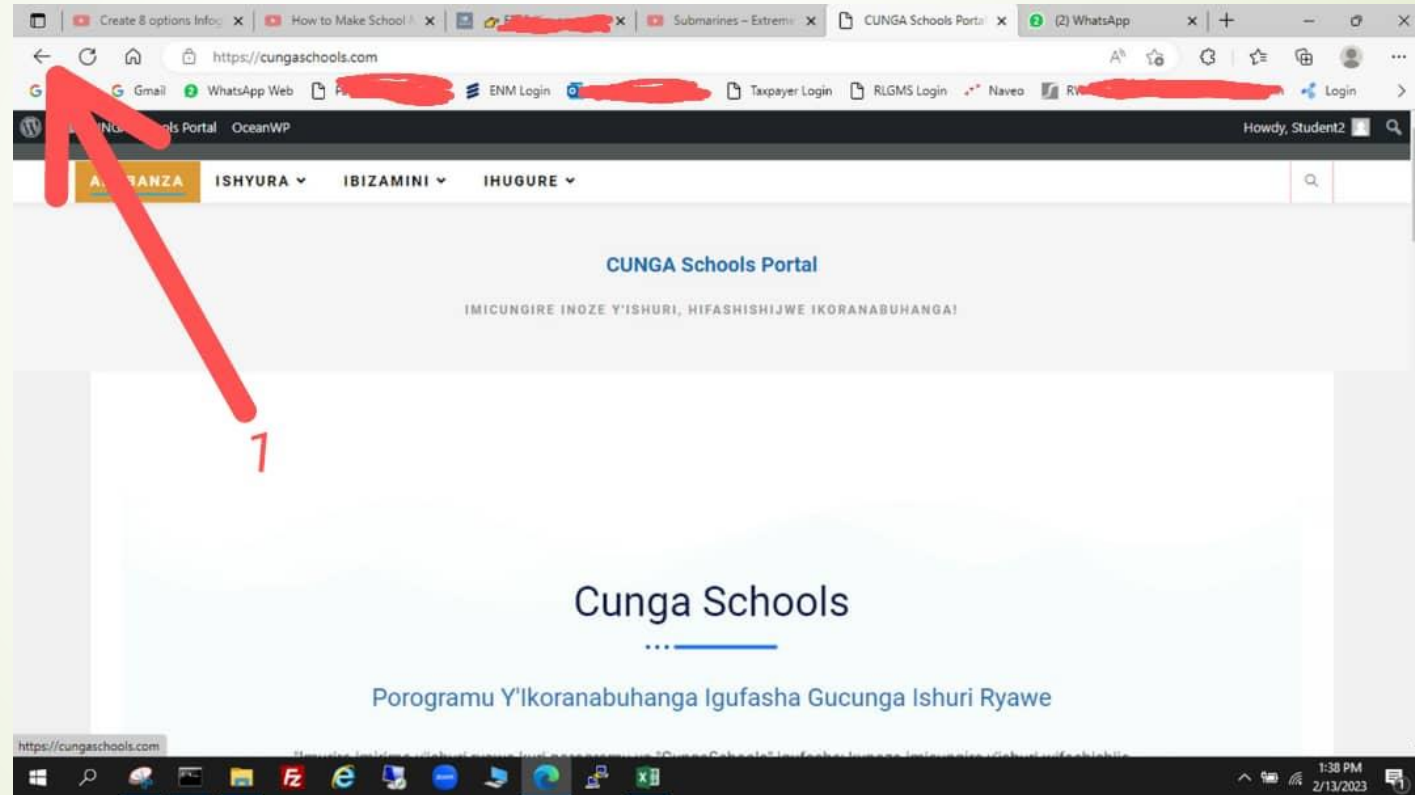 Create 8 options Infog
How to Make School
Submarines – Extreme
CUNGA Schools Portal
(2) WhatsApp
https://cungaschools.com
G
G Gmail
WhatsApp Web
ENM Login
Taxpayer Login
RLGMS Login
Naveo
Login
ols Portal
OceanWP
Howdy, Student2
ISHYURA
IBIZAMINI
IHUGURE
CUNGA Schools Portal
IMICUNGIRE INOZE Y'ISHURI, HIFASHISHIJWE IKORANABUHANGA!
1
Cunga Schools
Porogramu Y'Ikoranabuhanga Igufasha Gucunga Ishuri Ryawe
https://cungaschools.com
1:38 PM
2/13/2023